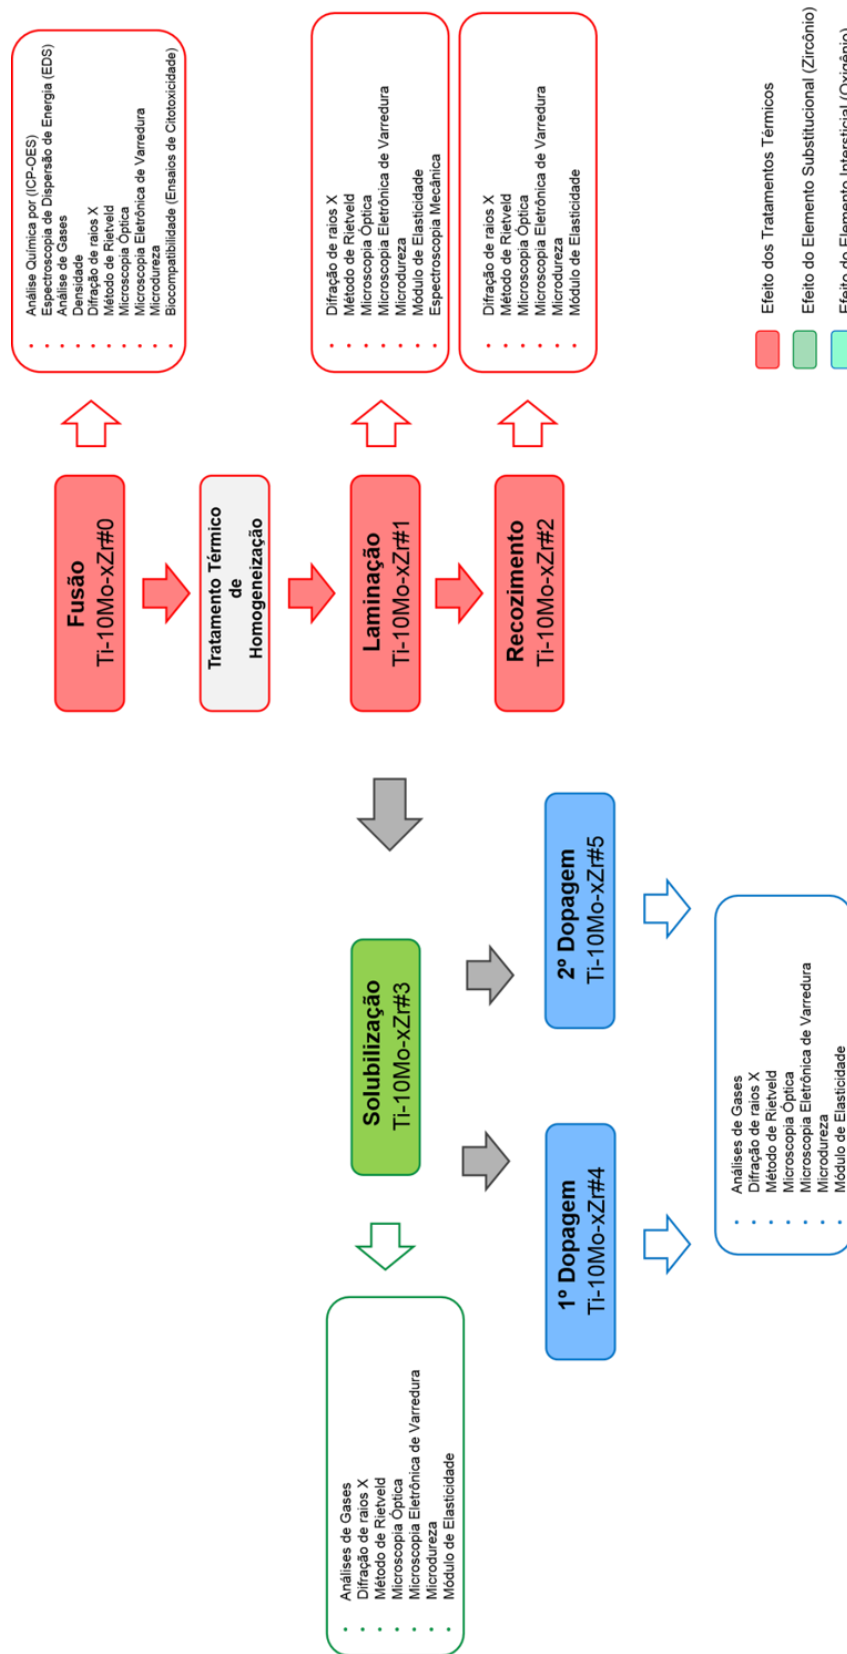 Fusão
Ti-10Mo-xZr#0
• Análise Química por (ICP-OES)
• Espectroscopia de Dispersão de Energia (EDS)
• Análise de Gases
• Densidade
• Difração de raios X
• Método de Rietveld
• Microscopia Óptica
• Microscopia Eletrônica de Varredura
• Microdureza
• Biocompatibilidade (Ensaios de Citotoxicidade)
Tratamento Térmico
de
Homogeneização
Laminação
Ti-10Mo-xZr#1
• Difração de raios X
• Método de Rietveld
• Microscopia Óptica
• Microscopia Eletrônica de Varredura
• Microdureza
• Módulo de Elasticidade
• Espectroscopia Mecânica
Recozimento
Ti-10Mo-xZr#2
• Difração de raios X
• Método de Rietveld
• Microscopia Óptica
• Microscopia Eletrônica de Varredura
• Microdureza
• Módulo de Elasticidade
Solubilização
Ti-10Mo-xZr#3
• Análises de Gases
• Difração de raios X
• Método de Rietveld
• Microscopia Óptica
• Microscopia Eletrônica de Varredura
• Microdureza
• Módulo de Elasticidade
1º Dopagem
Ti-10Mo-xZr#4
2º Dopagem
Ti-10Mo-xZr#5
• Análises de Gases
• Difração de raios X
• Método de Rietveld
• Microscopia Óptica
• Microscopia Eletrônica de Varredura
• Microdureza
• Módulo de Elasticidade
Efeito dos Tratamentos Térmicos
Efeito do Elemento Substitucional (Zircônio)
Efeito do Elemento Intersticial (Oxigênio)